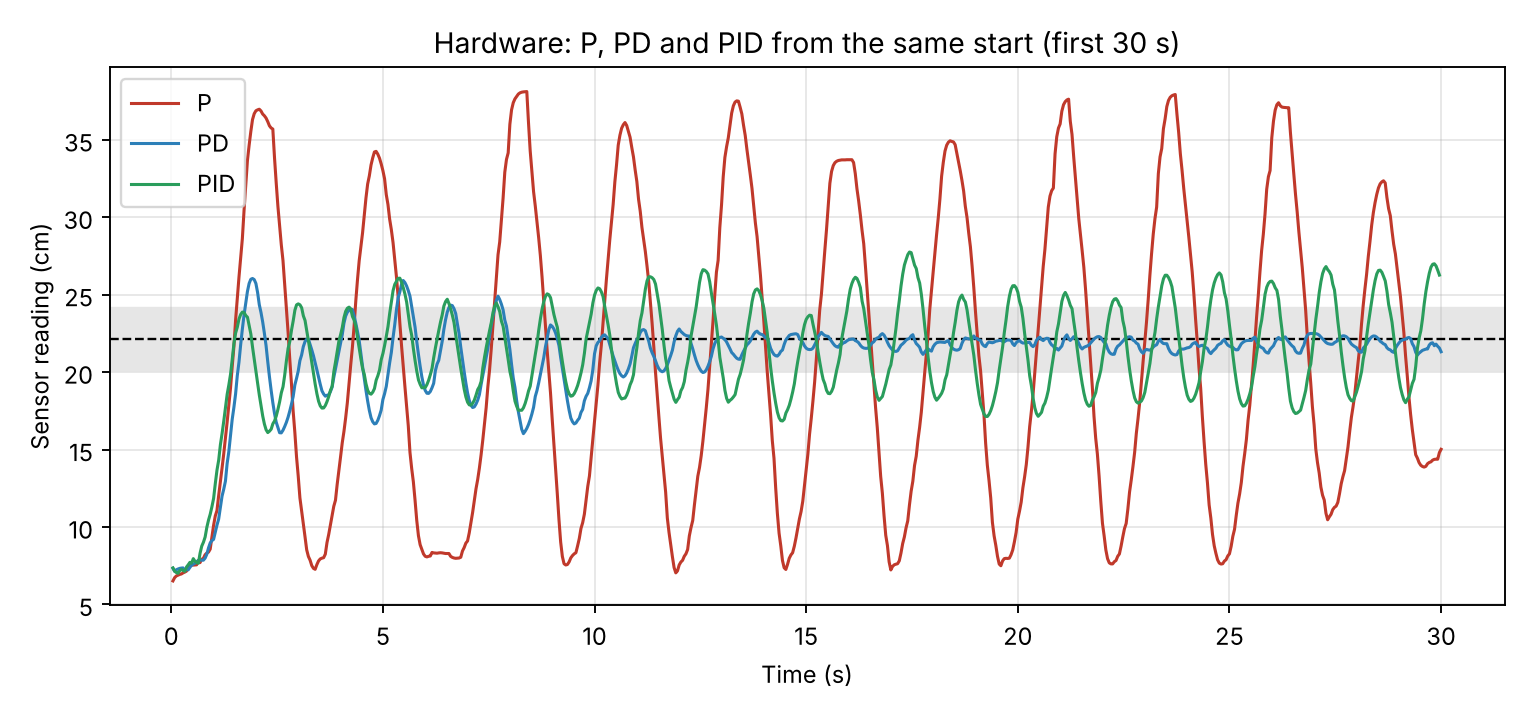 Hardware: P, PD and PID from the same start (first 30 s)
P
PD
PID
Sensor reading (cm)
35
30
25
20
15
10
5
0 5 10 15 20 25 30
Time (s)